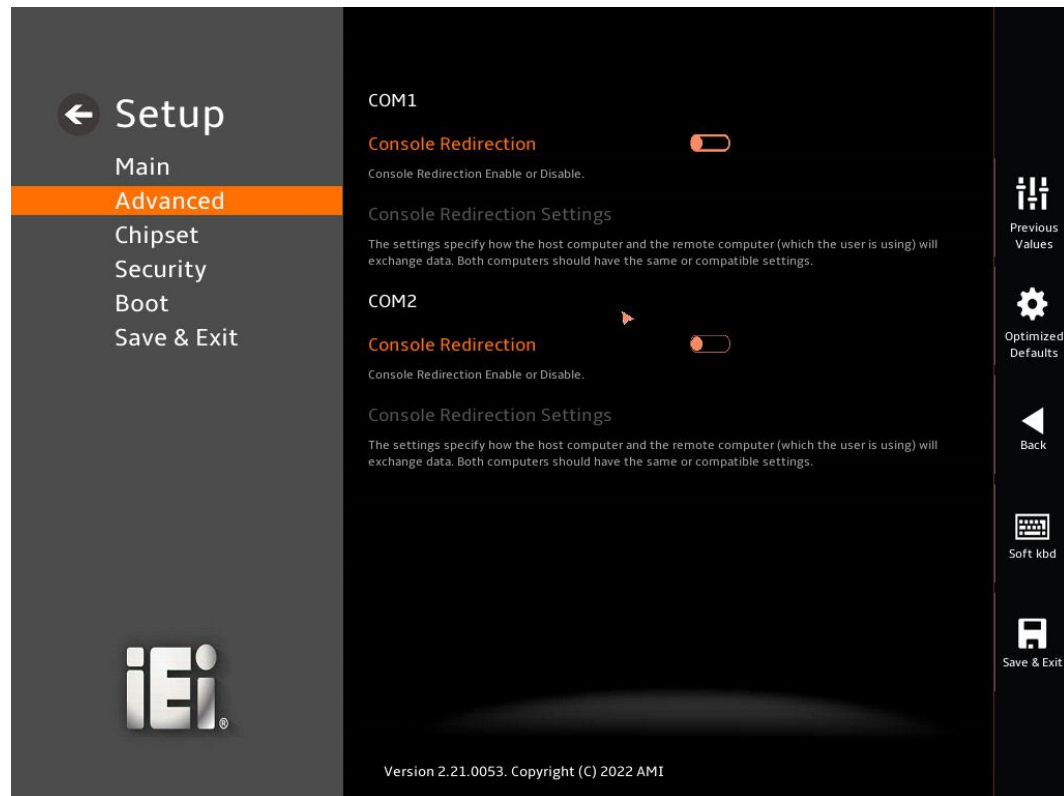 Setup
Main
Advanced
Chipset
Security
Boot
Save & Exit
iEi®
COM1
Console Redirection
Console Redirection Enable or Disable.
Console Redirection Settings
The settings specify how the host computer and the remote computer (which the user is using) will
exchange data. Both computers should have the same or compatible settings.
COM2
Console Redirection
Console Redirection Enable or Disable.
Console Redirection Settings
The settings specify how the host computer and the remote computer (which the user is using) will
exchange data. Both computers should have the same or compatible settings.
Version 2.21.0053. Copyright (C) 2022 AMI
Previous
Values
Optimized
Defaults
Back
Soft kbd
Save & Exit